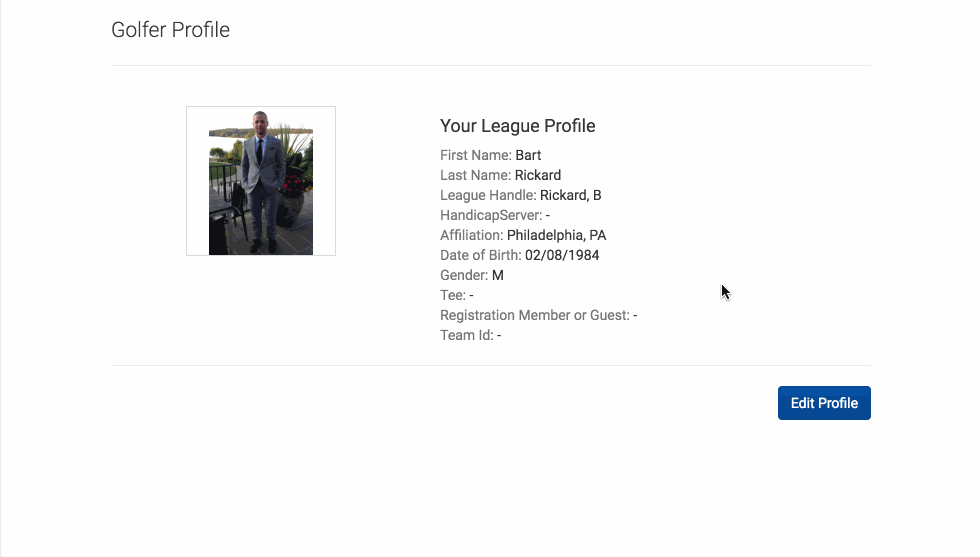 Golfer Profile
Your League Profile
First Name: Bart
Last Name: Rickard
League Handle: Rickard, B
HandicapServer: -
Affiliation: Philadelphia, PA
Date of Birth: 02/08/1984
Gender: M
Tee: -
Registration Member or Guest: -
Team Id: -
Edit Profile